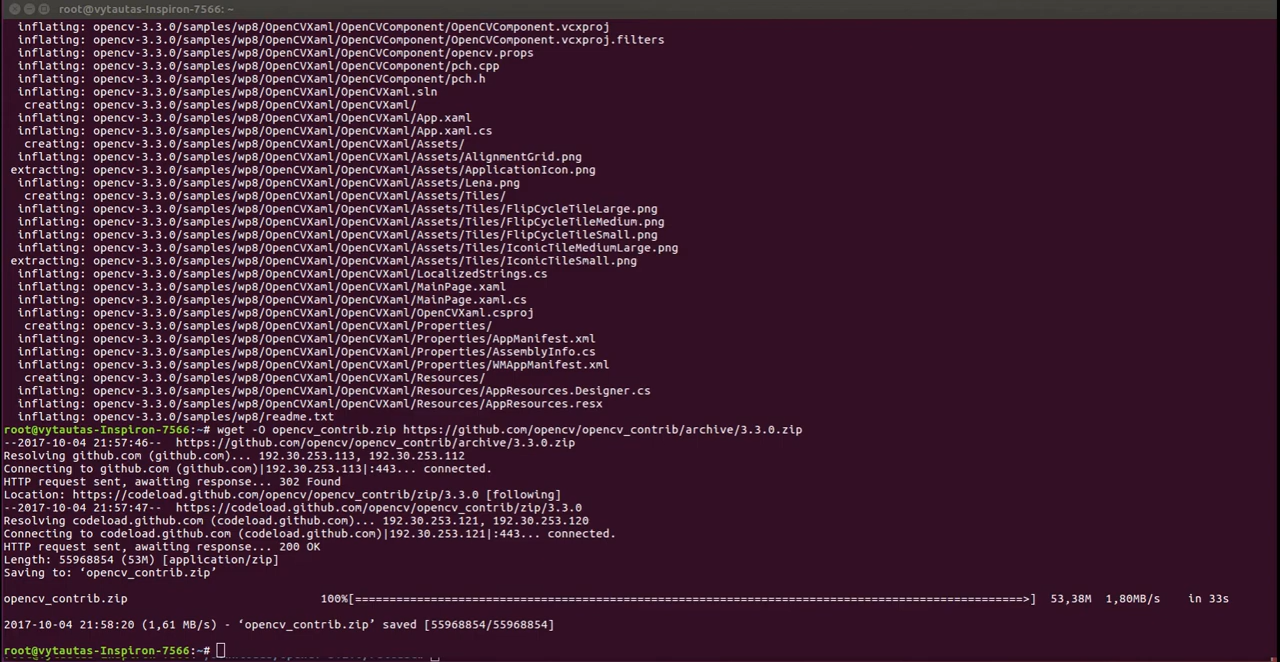 root@vytautas-Inspiron-7566: ~
inflating: opencv-3.3.0/samples/wp8/OpenCVXaml/OpenCVComponent/OpenCVComponent.vcxproj
inflating: opencv-3.3.0/samples/wp8/OpenCVXaml/OpenCVComponent/OpenCVComponent.vcxproj.filters
inflating: opencv-3.3.0/samples/wp8/OpenCVXaml/OpenCVComponent/opencv.props
inflating: opencv-3.3.0/samples/wp8/OpenCVXaml/OpenCVComponent/pch.cpp
inflating: opencv-3.3.0/samples/wp8/OpenCVXaml/OpenCVComponent/pch.h
inflating: opencv-3.3.0/samples/wp8/OpenCVXaml/OpenCVXaml.sln
creating: opencv-3.3.0/samples/wp8/OpenCVXaml/OpenCVXaml/
inflating: opencv-3.3.0/samples/wp8/OpenCVXaml/OpenCVXaml/App.xaml
inflating: opencv-3.3.0/samples/wp8/OpenCVXaml/OpenCVXaml/App.xaml.cs
creating: opencv-3.3.0/samples/wp8/OpenCVXaml/OpenCVXaml/Assets/
inflating: opencv-3.3.0/samples/wp8/OpenCVXaml/OpenCVXaml/Assets/AlignmentGrid.png
extracting: opencv-3.3.0/samples/wp8/OpenCVXaml/OpenCVXaml/Assets/ApplicationIcon.png
inflating: opencv-3.3.0/samples/wp8/OpenCVXaml/OpenCVXaml/Assets/Lena.png
creating: opencv-3.3.0/samples/wp8/OpenCVXaml/OpenCVXaml/Assets/Tiles/
inflating: opencv-3.3.0/samples/wp8/OpenCVXaml/OpenCVXaml/Assets/Tiles/FlipCycleTileLarge.png
inflating: opencv-3.3.0/samples/wp8/OpenCVXaml/OpenCVXaml/Assets/Tiles/FlipCycleTileMedium.png
inflating: opencv-3.3.0/samples/wp8/OpenCVXaml/OpenCVXaml/Assets/Tiles/FlipCycleTileSmall.png
inflating: opencv-3.3.0/samples/wp8/OpenCVXaml/OpenCVXaml/Assets/Tiles/IconicTileMediumLarge.png
extracting: opencv-3.3.0/samples/wp8/OpenCVXaml/OpenCVXaml/Assets/Tiles/IconicTileSmall.png
inflating: opencv-3.3.0/samples/wp8/OpenCVXaml/OpenCVXaml/LocalizedStrings.cs
inflating: opencv-3.3.0/samples/wp8/OpenCVXaml/OpenCVXaml/MainPage.xaml
inflating: opencv-3.3.0/samples/wp8/OpenCVXaml/OpenCVXaml/MainPage.xaml.cs
inflating: opencv-3.3.0/samples/wp8/OpenCVXaml/OpenCVXaml/OpenCVXaml.csproj
creating: opencv-3.3.0/samples/wp8/OpenCVXaml/OpenCVXaml/Properties/
inflating: opencv-3.3.0/samples/wp8/OpenCVXaml/OpenCVXaml/Properties/AppManifest.xml
inflating: opencv-3.3.0/samples/wp8/OpenCVXaml/OpenCVXaml/Properties/AssemblyInfo.cs
inflating: opencv-3.3.0/samples/wp8/OpenCVXaml/OpenCVXaml/Properties/WMAppManifest.xml
creating: opencv-3.3.0/samples/wp8/OpenCVXaml/OpenCVXaml/Resources/
inflating: opencv-3.3.0/samples/wp8/OpenCVXaml/OpenCVXaml/Resources/AppResources.Designer.cs
inflating: opencv-3.3.0/samples/wp8/OpenCVXaml/OpenCVXaml/Resources/AppResources.resx
inflating: opencv-3.3.0/samples/wp8/readme.txt
root@vytautas-Inspiron-7566:~# wget -O opencv_contrib.zip https://github.com/opencv/opencv_contrib/archive/3.3.0.zip
--2017-10-04 21:57:46-- https://github.com/opencv/opencv_contrib/archive/3.3.0.zip
Resolving github.com (github.com)... 192.30.253.113, 192.30.253.112
Connecting to github.com (github.com)|192.30.253.113|:443... connected.
HTTP request sent, awaiting response... 302 Found
Location: https://codeload.github.com/opencv/opencv_contrib/zip/3.3.0 [following]
--2017-10-04 21:57:47-- https://codeload.github.com/opencv/opencv_contrib/zip/3.3.0
Resolving codeload.github.com (codeload.github.com)... 192.30.253.121, 192.30.253.120
Connecting to codeload.github.com (codeload.github.com)|192.30.253.121|:443... connected.
HTTP request sent, awaiting response... 200 OK
Length: 55968854 (53M) [application/zip]
Saving to: ‘opencv_contrib.zip’
opencv_contrib.zip 100%[==================================================================================================>] 53,38M 1,80MB/s in 33s
2017-10-04 21:58:20 (1,61 MB/s) - ‘opencv_contrib.zip’ saved [55968854/55968854]
root@vytautas-Inspiron-7566:~#